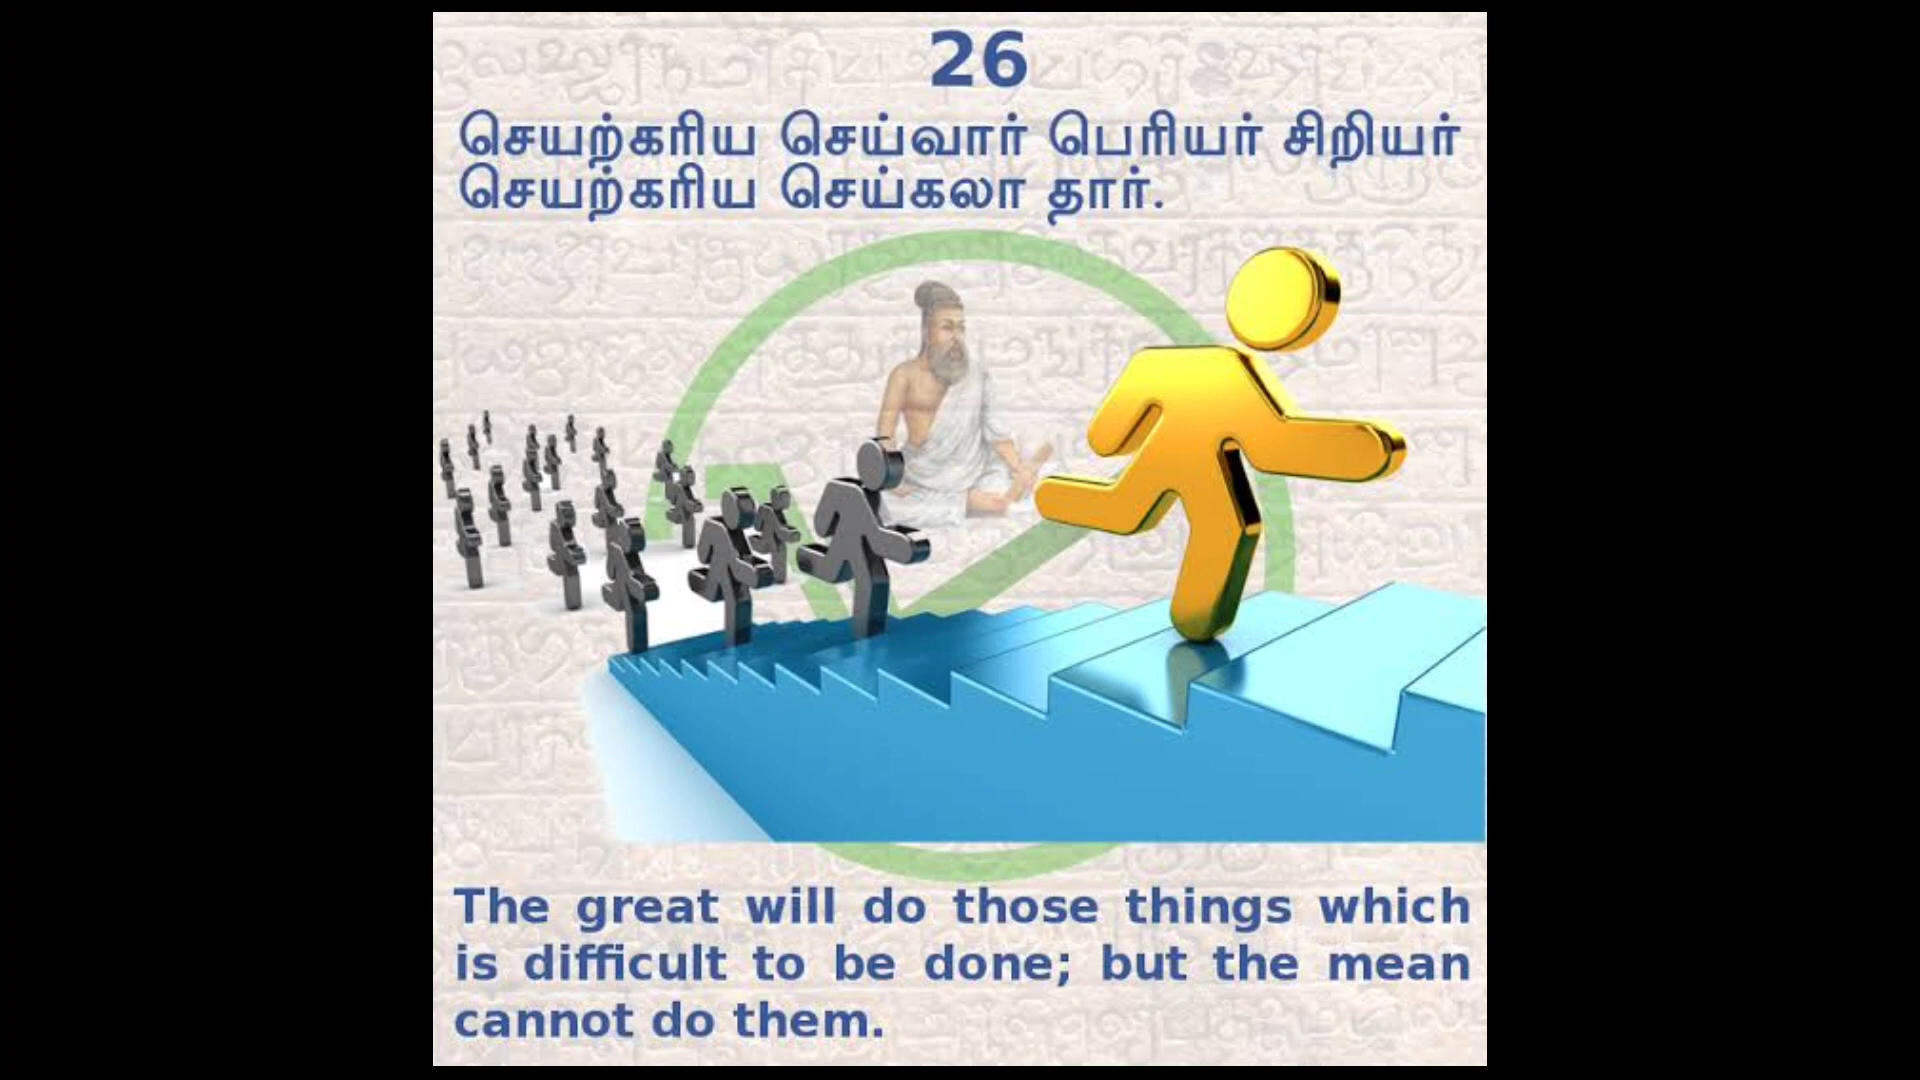 26
செயற்கரிய செய்வார் பெரியர் சிறியர்
செயற்கரிய செய்கலா தார்.
The great will do those things which
is difficult to be done; but the mean
cannot do them.